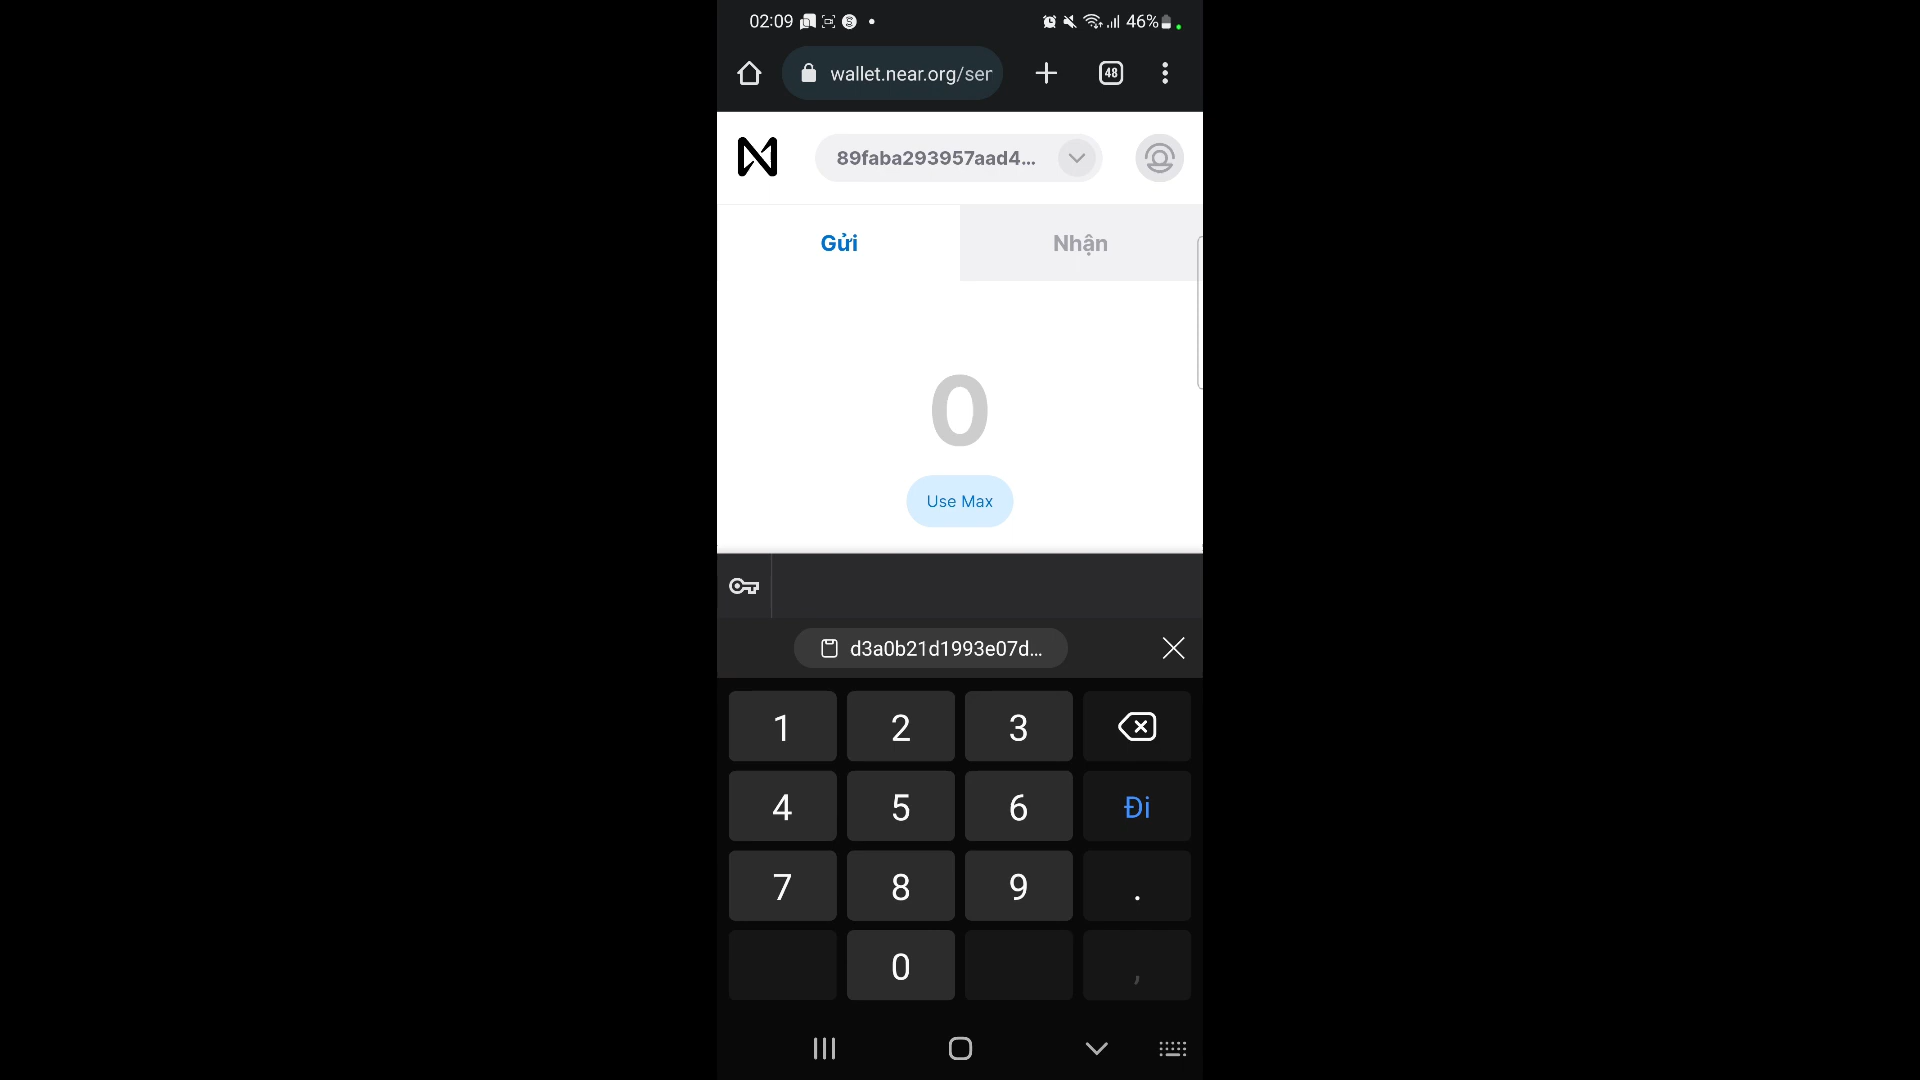 02:09 46%
wallet.near.org/ser 48
89faba293957aad4...
Gửi Nhận
0
Use Max
d3a0b21d1993e07d...
1 2 3
4 5 6 Đi
7 8 9 .
0 ,